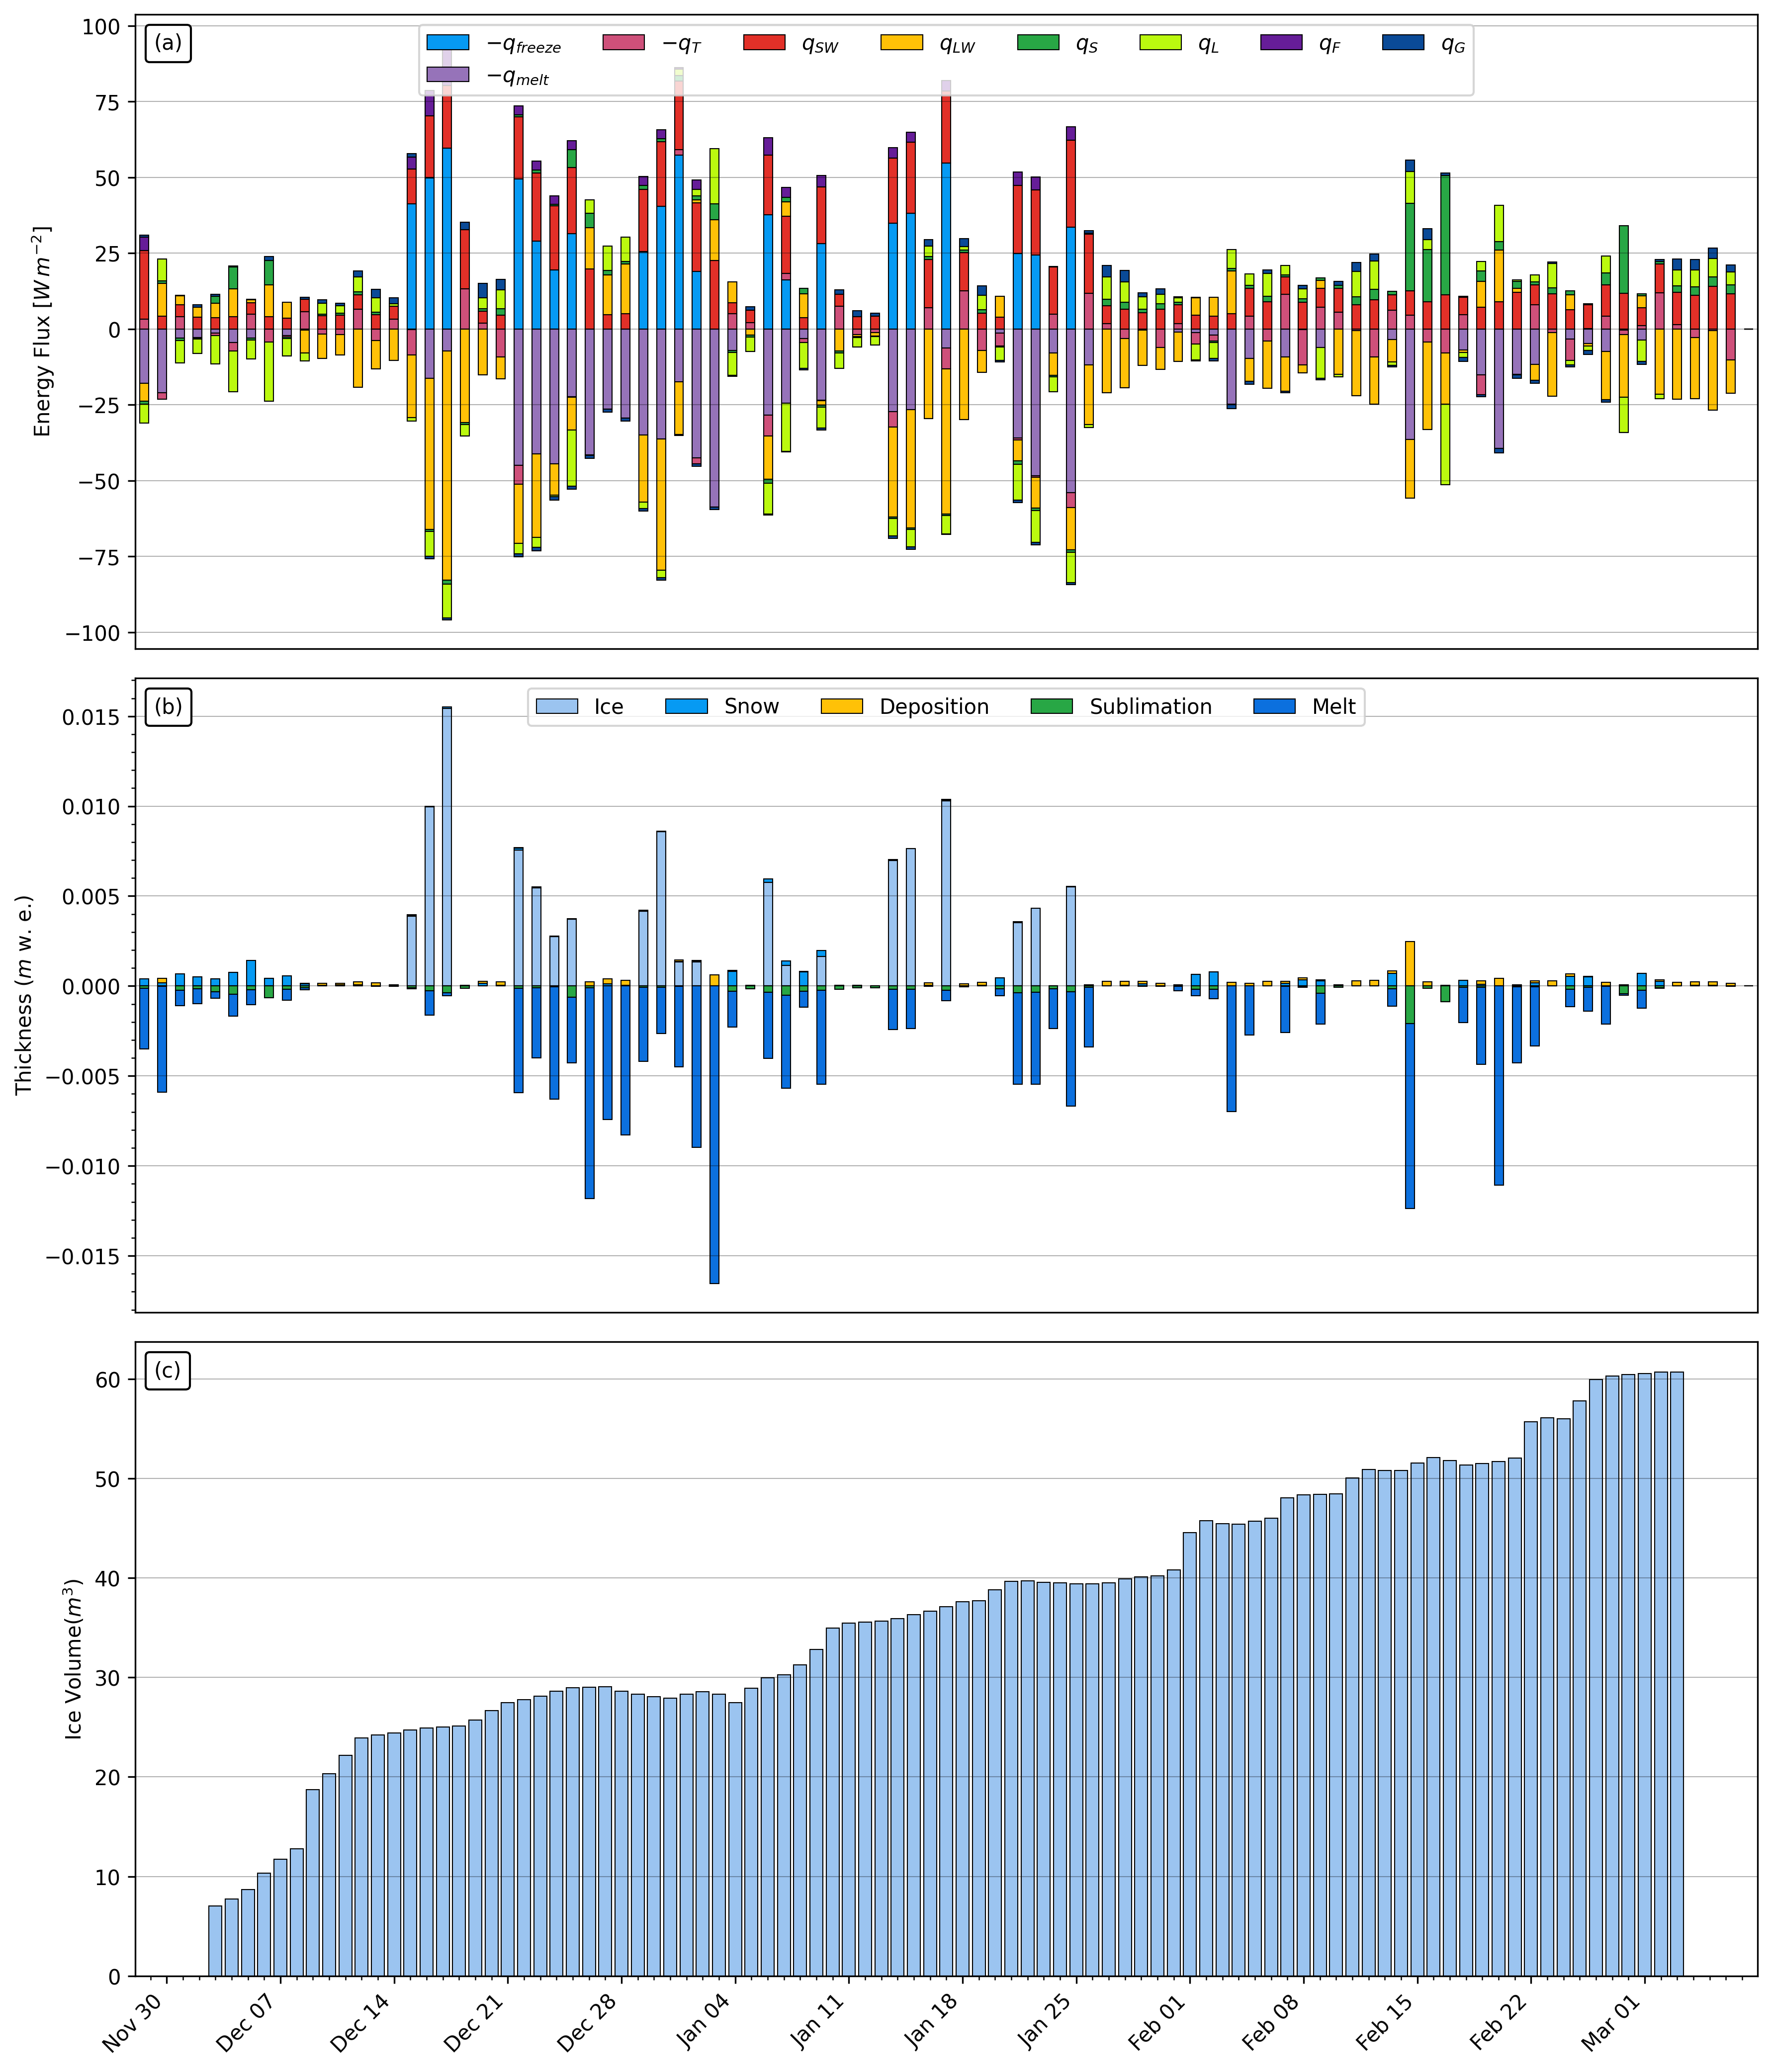 (a)
−q_freeze −q_T q_SW q_LW q_S q_L q_F q_G
−q_melt
100
75
50
25
0
−25
−50
−75
−100
Energy Flux [W m⁻²]
(b)
Ice Snow Deposition Sublimation Melt
0.015
0.010
0.005
0.000
−0.005
−0.010
−0.015
Thickness (m w. e.)
(c)
60
50
40
30
20
10
0
Ice Volume(m³)
Nov 30 Dec 07 Dec 14 Dec 21 Dec 28 Jan 04 Jan 11 Jan 18 Jan 25 Feb 01 Feb 08 Feb 15 Feb 22 Mar 01